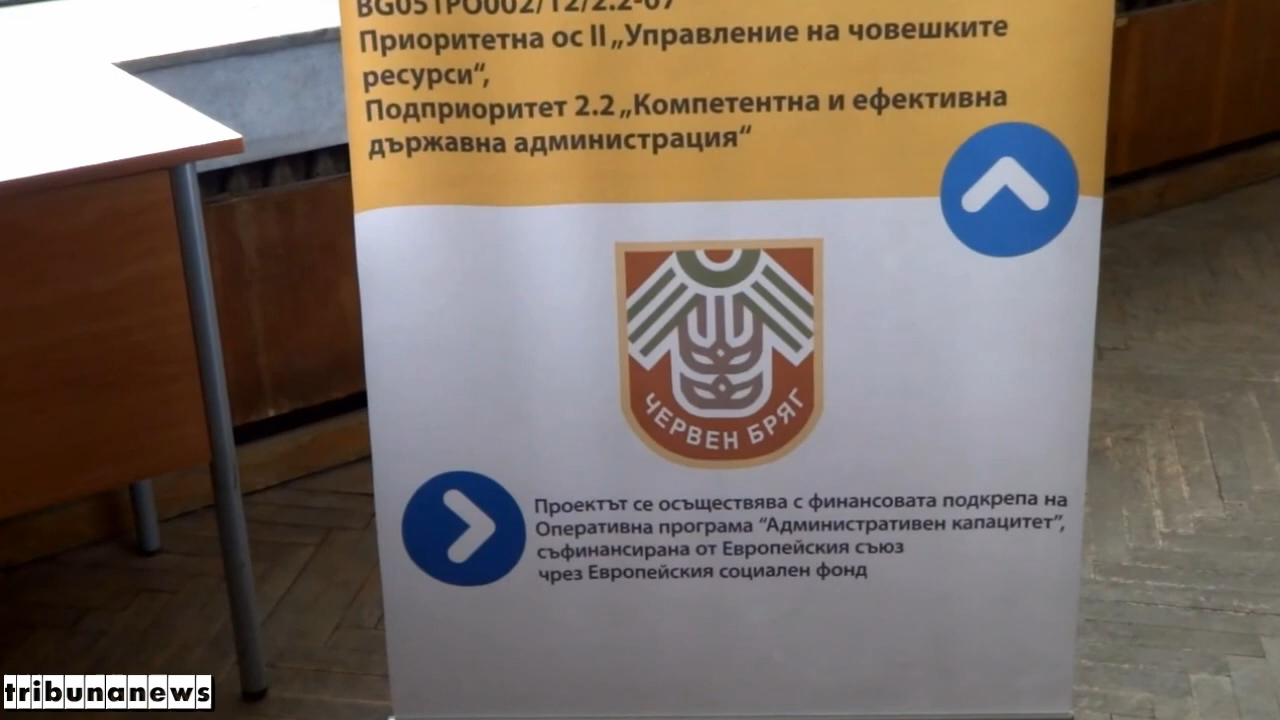 BG051PO002/12/2.2-07
Приоритетна ос II „Управление на човешките
ресурси“,
Подприоритет 2.2 „Компетентна и ефективна
държавна администрация“
ЧЕРВЕН БРЯГ
Проектът се осъществява с финансовата подкрепа на
Оперативна програма “Административен капацитет”,
съфинансирана от Европейския съюз
чрез Европейския социален фонд
tribunanews